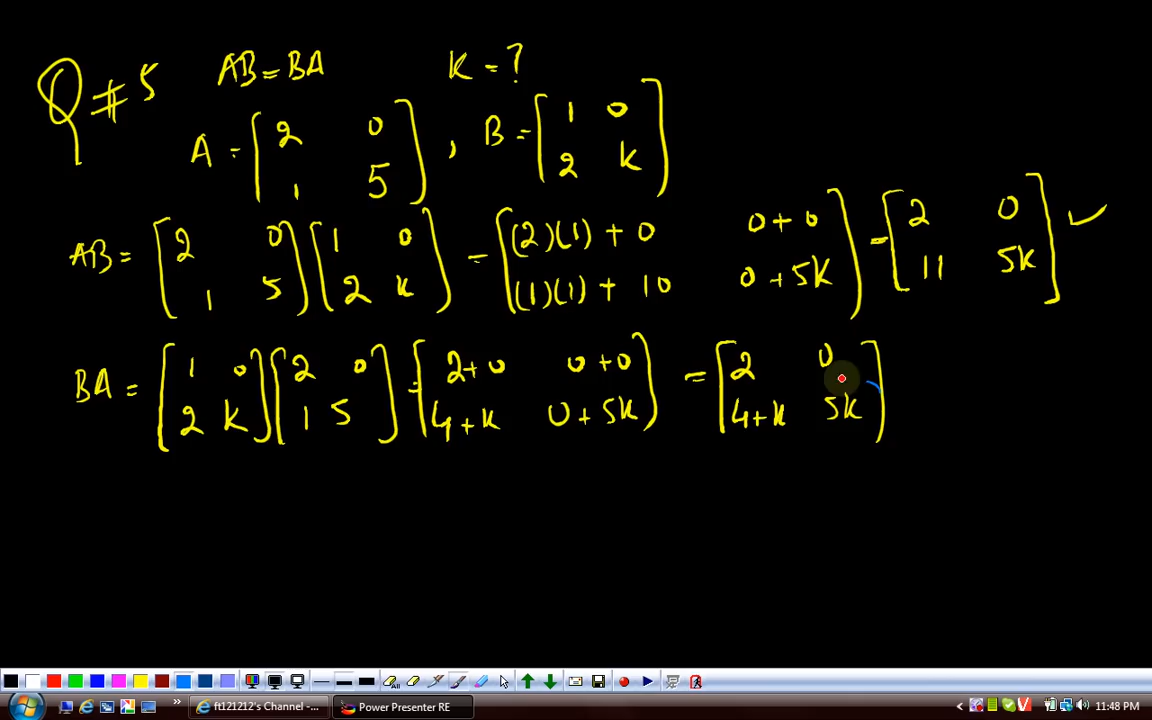 Q # 5 AB = BA K = ?
A = [2 0
1 5] , B = [1 0
2 k]
AB = [2 0
1 5] [1 0
2 k] = [(2)(1) + 0 0 + 0
(1)(1) + 10 0 + 5k] = [2 0
11 5k] ✓
BA = [1 0
2 k] [2 0
1 5] = [2 + 0 0 + 0
4 + k 0 + 5k] = [2 0
4 + k 5k]
ft121212's Channel -... Power Presenter RE 11:48 PM